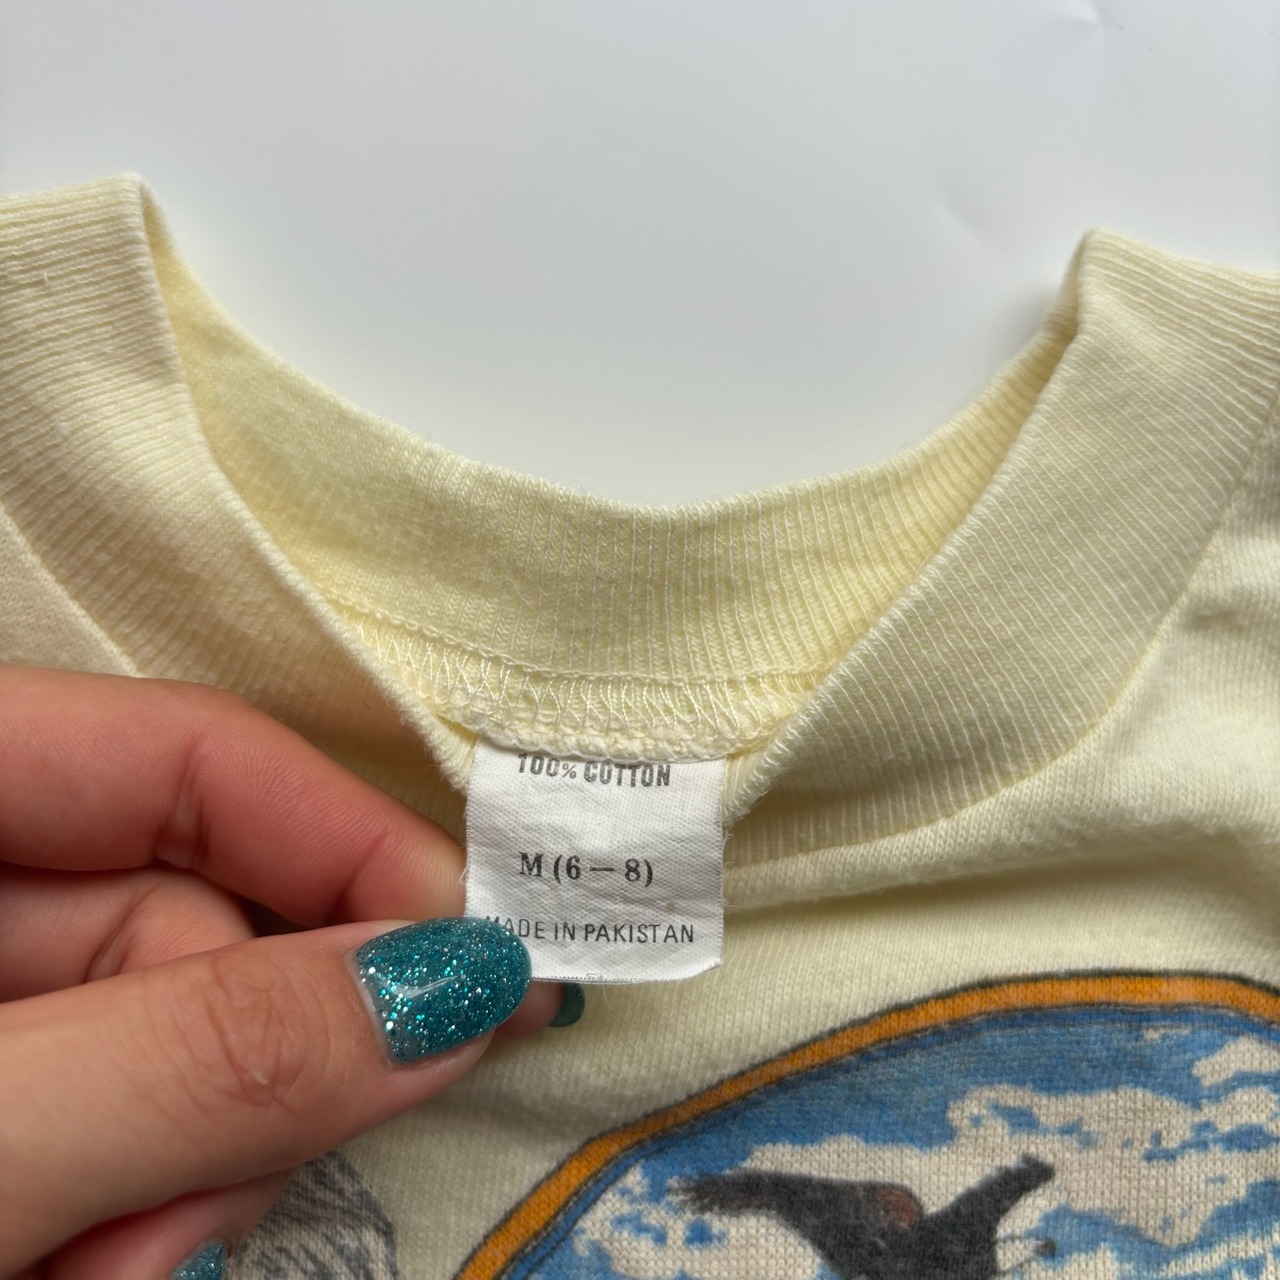 100% COTTON
M (6 – 8)
MADE IN PAKISTAN